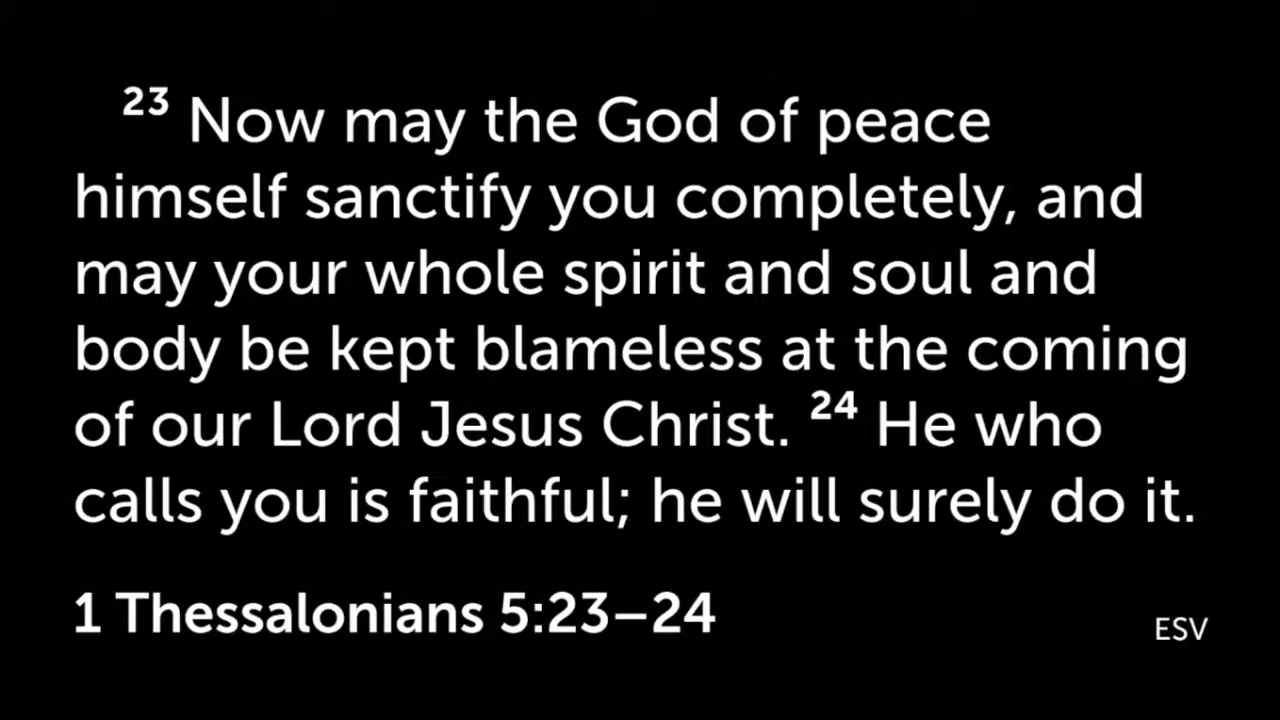 23 Now may the God of peace
himself sanctify you completely, and
may your whole spirit and soul and
body be kept blameless at the coming
of our Lord Jesus Christ. 24 He who
calls you is faithful; he will surely do it.
1 Thessalonians 5:23–24
ESV